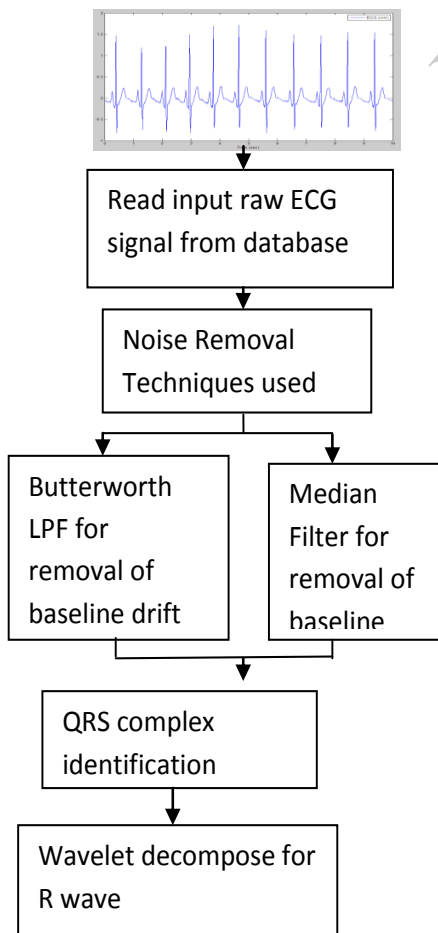 Read input raw ECG
signal from database
Noise Removal
Techniques used
Butterworth
LPF for
removal of
baseline drift
Median
Filter for
removal of
baseline
QRS complex
identification
Wavelet decompose for
R wave